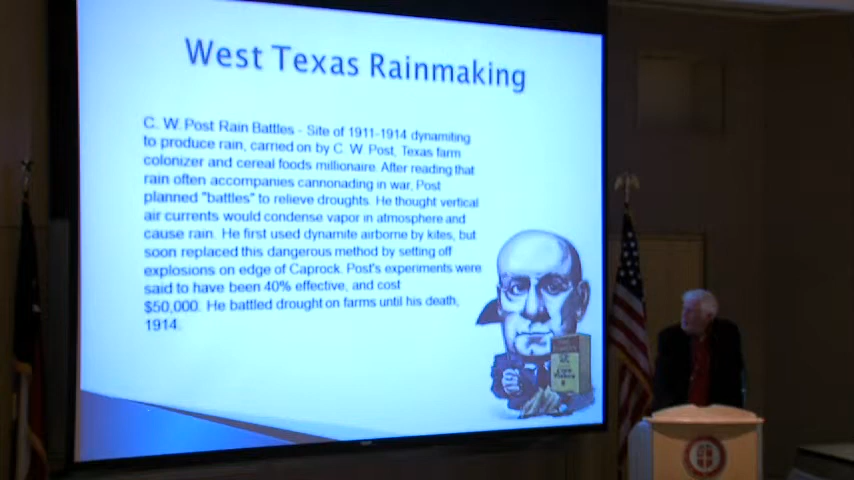 West Texas Rainmaking
C. W. Post Rain Battles - Site of 1911-1914 dynamiting
to produce rain, carried on by C. W. Post, Texas farm
colonizer and cereal foods millionaire. After reading that
rain often accompanies cannonading in war, Post
planned "battles" to relieve droughts. He thought vertical
air currents would condense vapor in atmosphere and
cause rain. He first used dynamite airborne by kites, but
soon replaced this dangerous method by setting off
explosions on edge of Caprock. Post's experiments were
said to have been 40% effective, and cost
$50,000. He battled drought on farms until his death,
1914.